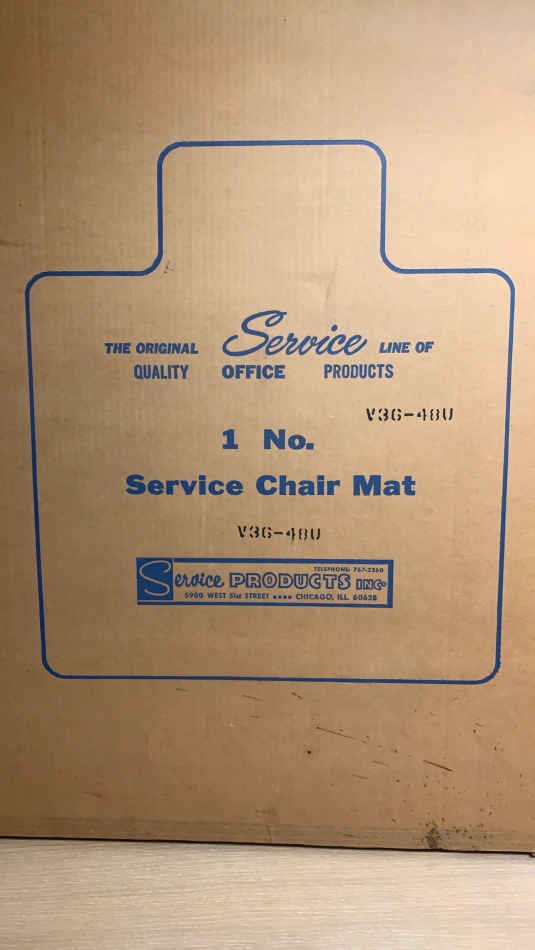 THE ORIGINAL Service LINE OF
QUALITY OFFICE PRODUCTS
V36-48U
1 No.
Service Chair Mat
V36-48U
TELEPHONE: 767-2360
Service PRODUCTS INC.
5900 WEST 51st STREET •••• CHICAGO, ILL. 60638